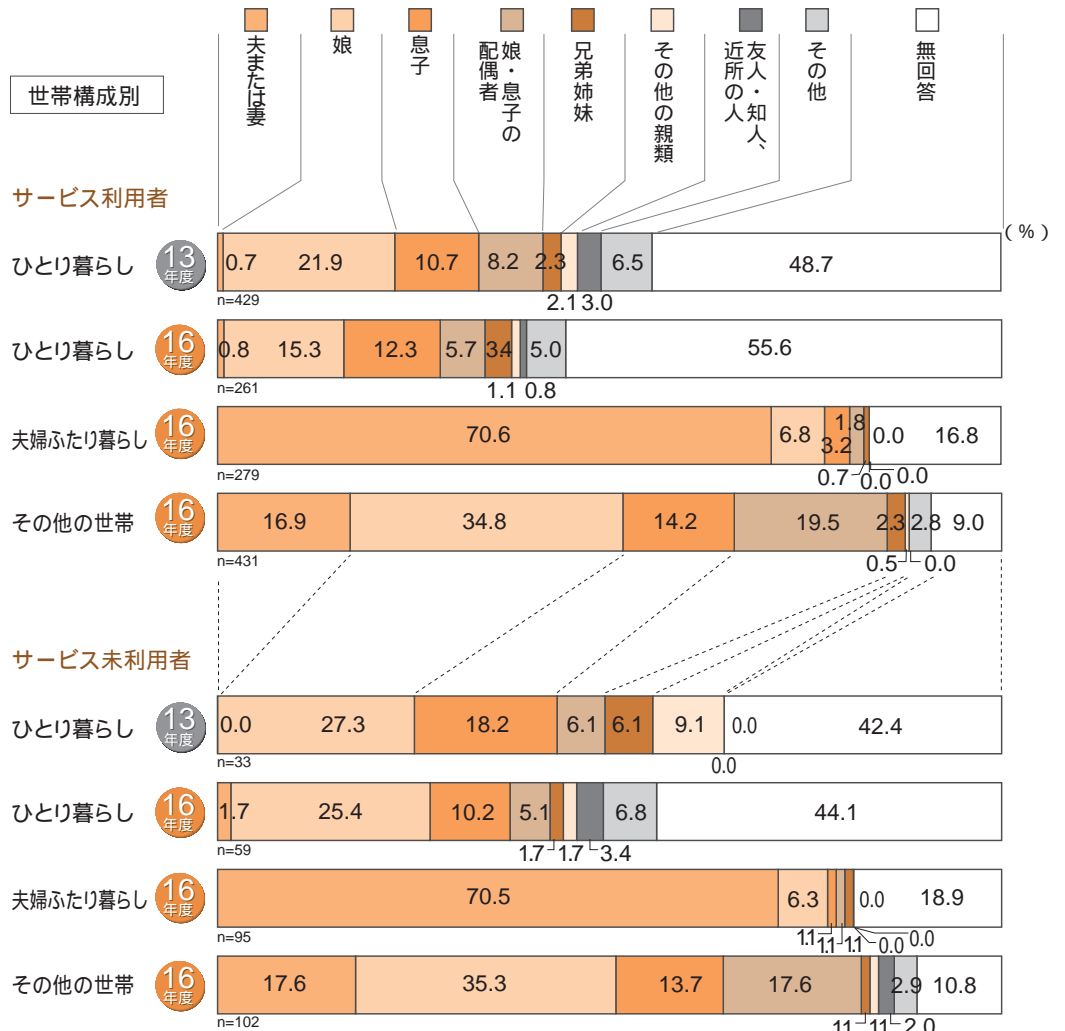 夫または妻
娘
息子
娘・息子の
配偶者
兄弟姉妹
その他の親類
友人・知人、
近所の人
その他
無回答
世帯構成別
サービス利用者
(%)
ひとり暮らし 13年度 0.7 21.9 10.7 8.2 2.3 6.5 48.7
n=429 2.1 3.0
ひとり暮らし 16年度 0.8 15.3 12.3 5.7 3.4 5.0 55.6
n=261 1.1 0.8
夫婦ふたり暮らし 16年度 70.6 6.8 3.2 1.8 0.0 16.8
n=279 0.7 0.0 0.0
その他の世帯 16年度 16.9 34.8 14.2 19.5 2.3 2.8 9.0
n=431 0.5 0.0
サービス未利用者
ひとり暮らし 13年度 0.0 27.3 18.2 6.1 6.1 9.1 0.0 42.4
n=33 0.0
ひとり暮らし 16年度 1.7 25.4 10.2 5.1 6.8 44.1
n=59 1.7 1.7 3.4
夫婦ふたり暮らし 16年度 70.5 6.3 0.0 18.9
n=95 1.1 1.1 1.1 0.0 0.0
その他の世帯 16年度 17.6 35.3 13.7 17.6 2.9 10.8
n=102 11 11 2.0